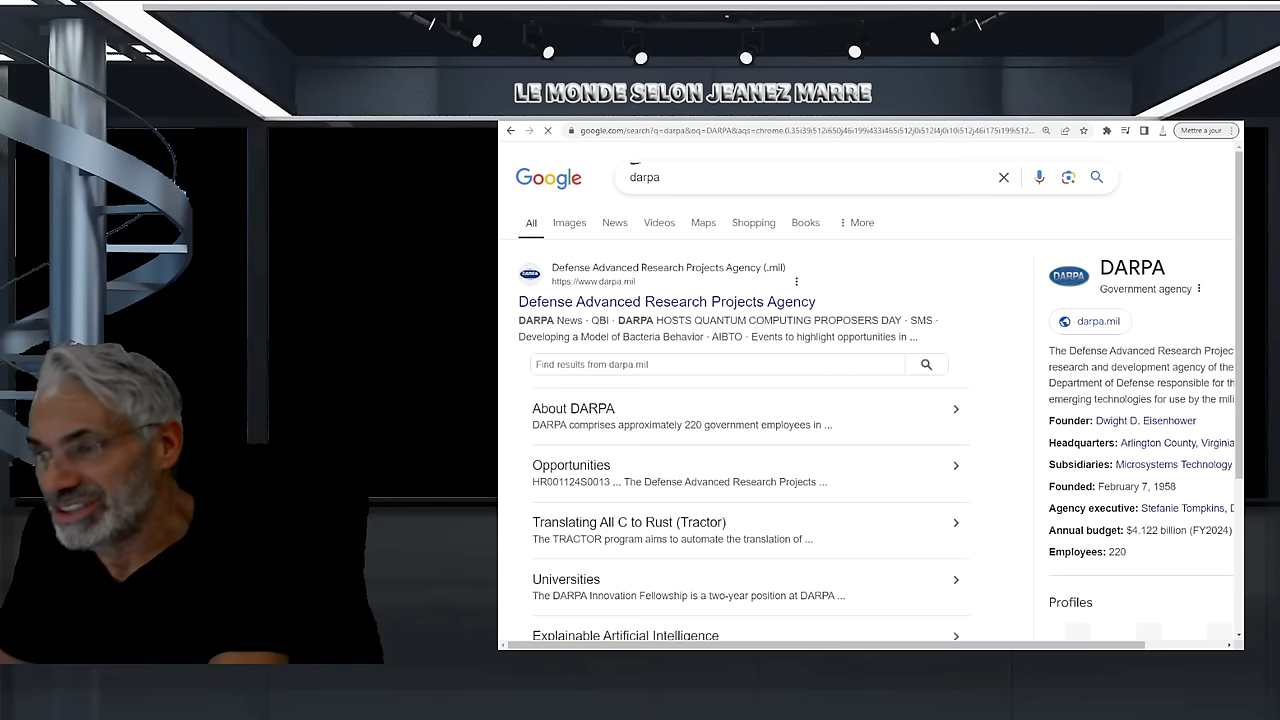 LE MONDE SELON JEANEZ MARRE
google.com/search?q=darpa&oq=DARPA&aqs=chrome.0.35i39i512i650j46i199i433i465i512j0i512l4j0i10i512j46i175i199i512...
Mettre à jour
Google
darpa
All Images News Videos Maps Shopping Books More
DARPA
Defense Advanced Research Projects Agency (.mil)
https://www.darpa.mil
Defense Advanced Research Projects Agency
DARPA News · QBI · DARPA HOSTS QUANTUM COMPUTING PROPOSERS DAY · SMS ·
Developing a Model of Bacteria Behavior · AIBTO · Events to highlight opportunities in ...
Find results from darpa.mil
About DARPA
DARPA comprises approximately 220 government employees in ...
Opportunities
HR001124S0013 ... The Defense Advanced Research Projects ...
Translating All C to Rust (Tractor)
The TRACTOR program aims to automate the translation of ...
Universities
The DARPA Innovation Fellowship is a two-year position at DARPA ...
Explainable Artificial Intelligence
DARPA
DARPA
Government agency
darpa.mil
The Defense Advanced Research Projec
research and development agency of the
Department of Defense responsible for th
emerging technologies for use by the mili
Founder: Dwight D. Eisenhower
Headquarters: Arlington County, Virginia
Subsidiaries: Microsystems Technology
Founded: February 7, 1958
Agency executive: Stefanie Tompkins, D
Annual budget: $4.122 billion (FY2024)
Employees: 220
Profiles